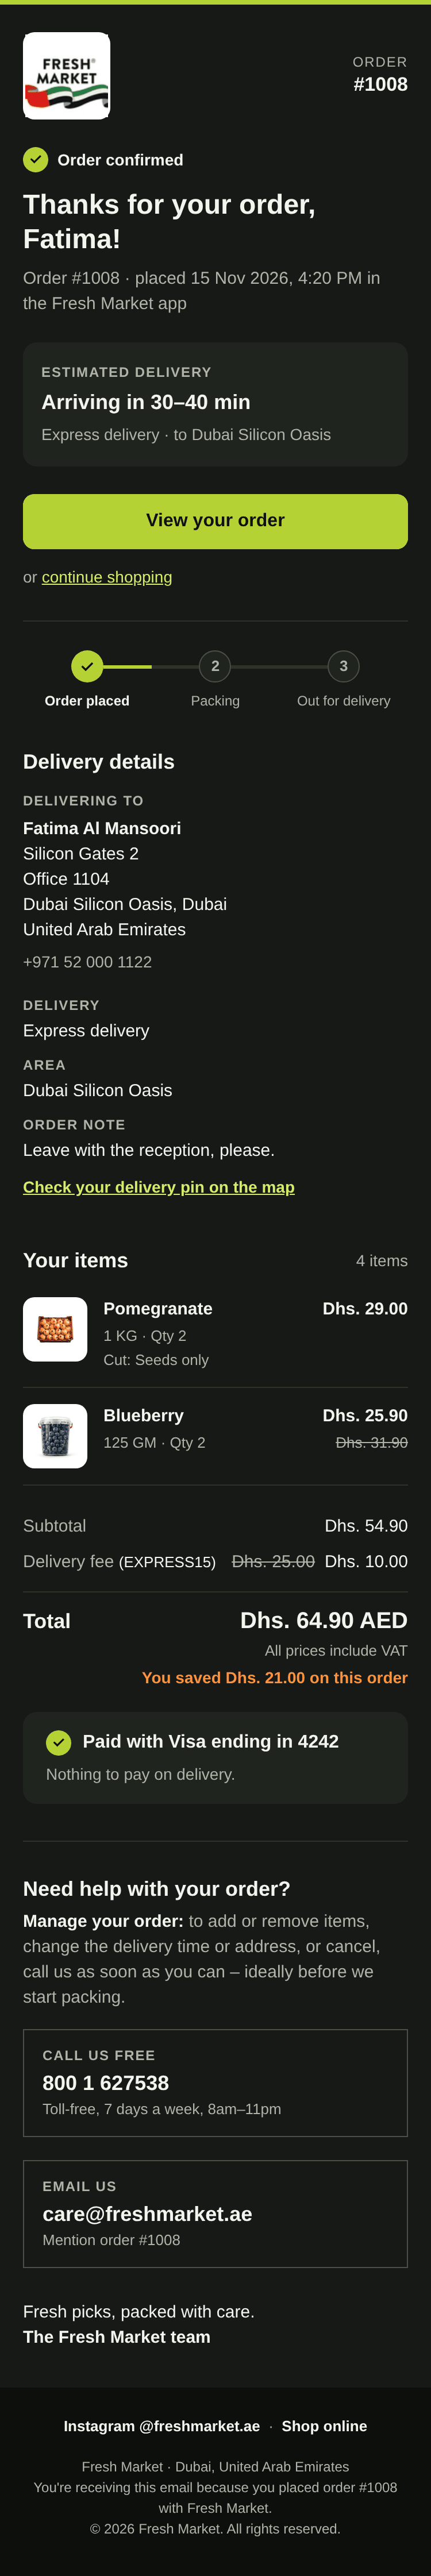 FRESH
MARKET
ORDER
#1008
Order confirmed
Thanks for your order,
Fatima!
Order #1008 · placed 15 Nov 2026, 4:20 PM in
the Fresh Market app
ESTIMATED DELIVERY
Arriving in 30–40 min
Express delivery · to Dubai Silicon Oasis
View your order
or continue shopping
2
3
Order placed
Packing
Out for delivery
Delivery details
DELIVERING TO
Fatima Al Mansoori
Silicon Gates 2
Office 1104
Dubai Silicon Oasis, Dubai
United Arab Emirates
+971 52 000 1122
DELIVERY
Express delivery
AREA
Dubai Silicon Oasis
ORDER NOTE
Leave with the reception, please.
Check your delivery pin on the map
Your items 4 items
Pomegranate Dhs. 29.00
1 KG · Qty 2
Cut: Seeds only
Blueberry Dhs. 25.90
125 GM · Qty 2 Dhs. 31.90
Subtotal Dhs. 54.90
Delivery fee (EXPRESS15) Dhs. 25.00 Dhs. 10.00
Total Dhs. 64.90 AED
All prices include VAT
You saved Dhs. 21.00 on this order
Paid with Visa ending in 4242
Nothing to pay on delivery.
Need help with your order?
Manage your order: to add or remove items,
change the delivery time or address, or cancel,
call us as soon as you can – ideally before we
start packing.
CALL US FREE
800 1 627538
Toll-free, 7 days a week, 8am–11pm
EMAIL US
care@freshmarket.ae
Mention order #1008
Fresh picks, packed with care.
The Fresh Market team
Instagram @freshmarket.ae · Shop online
Fresh Market · Dubai, United Arab Emirates
You're receiving this email because you placed order #1008
with Fresh Market.
© 2026 Fresh Market. All rights reserved.